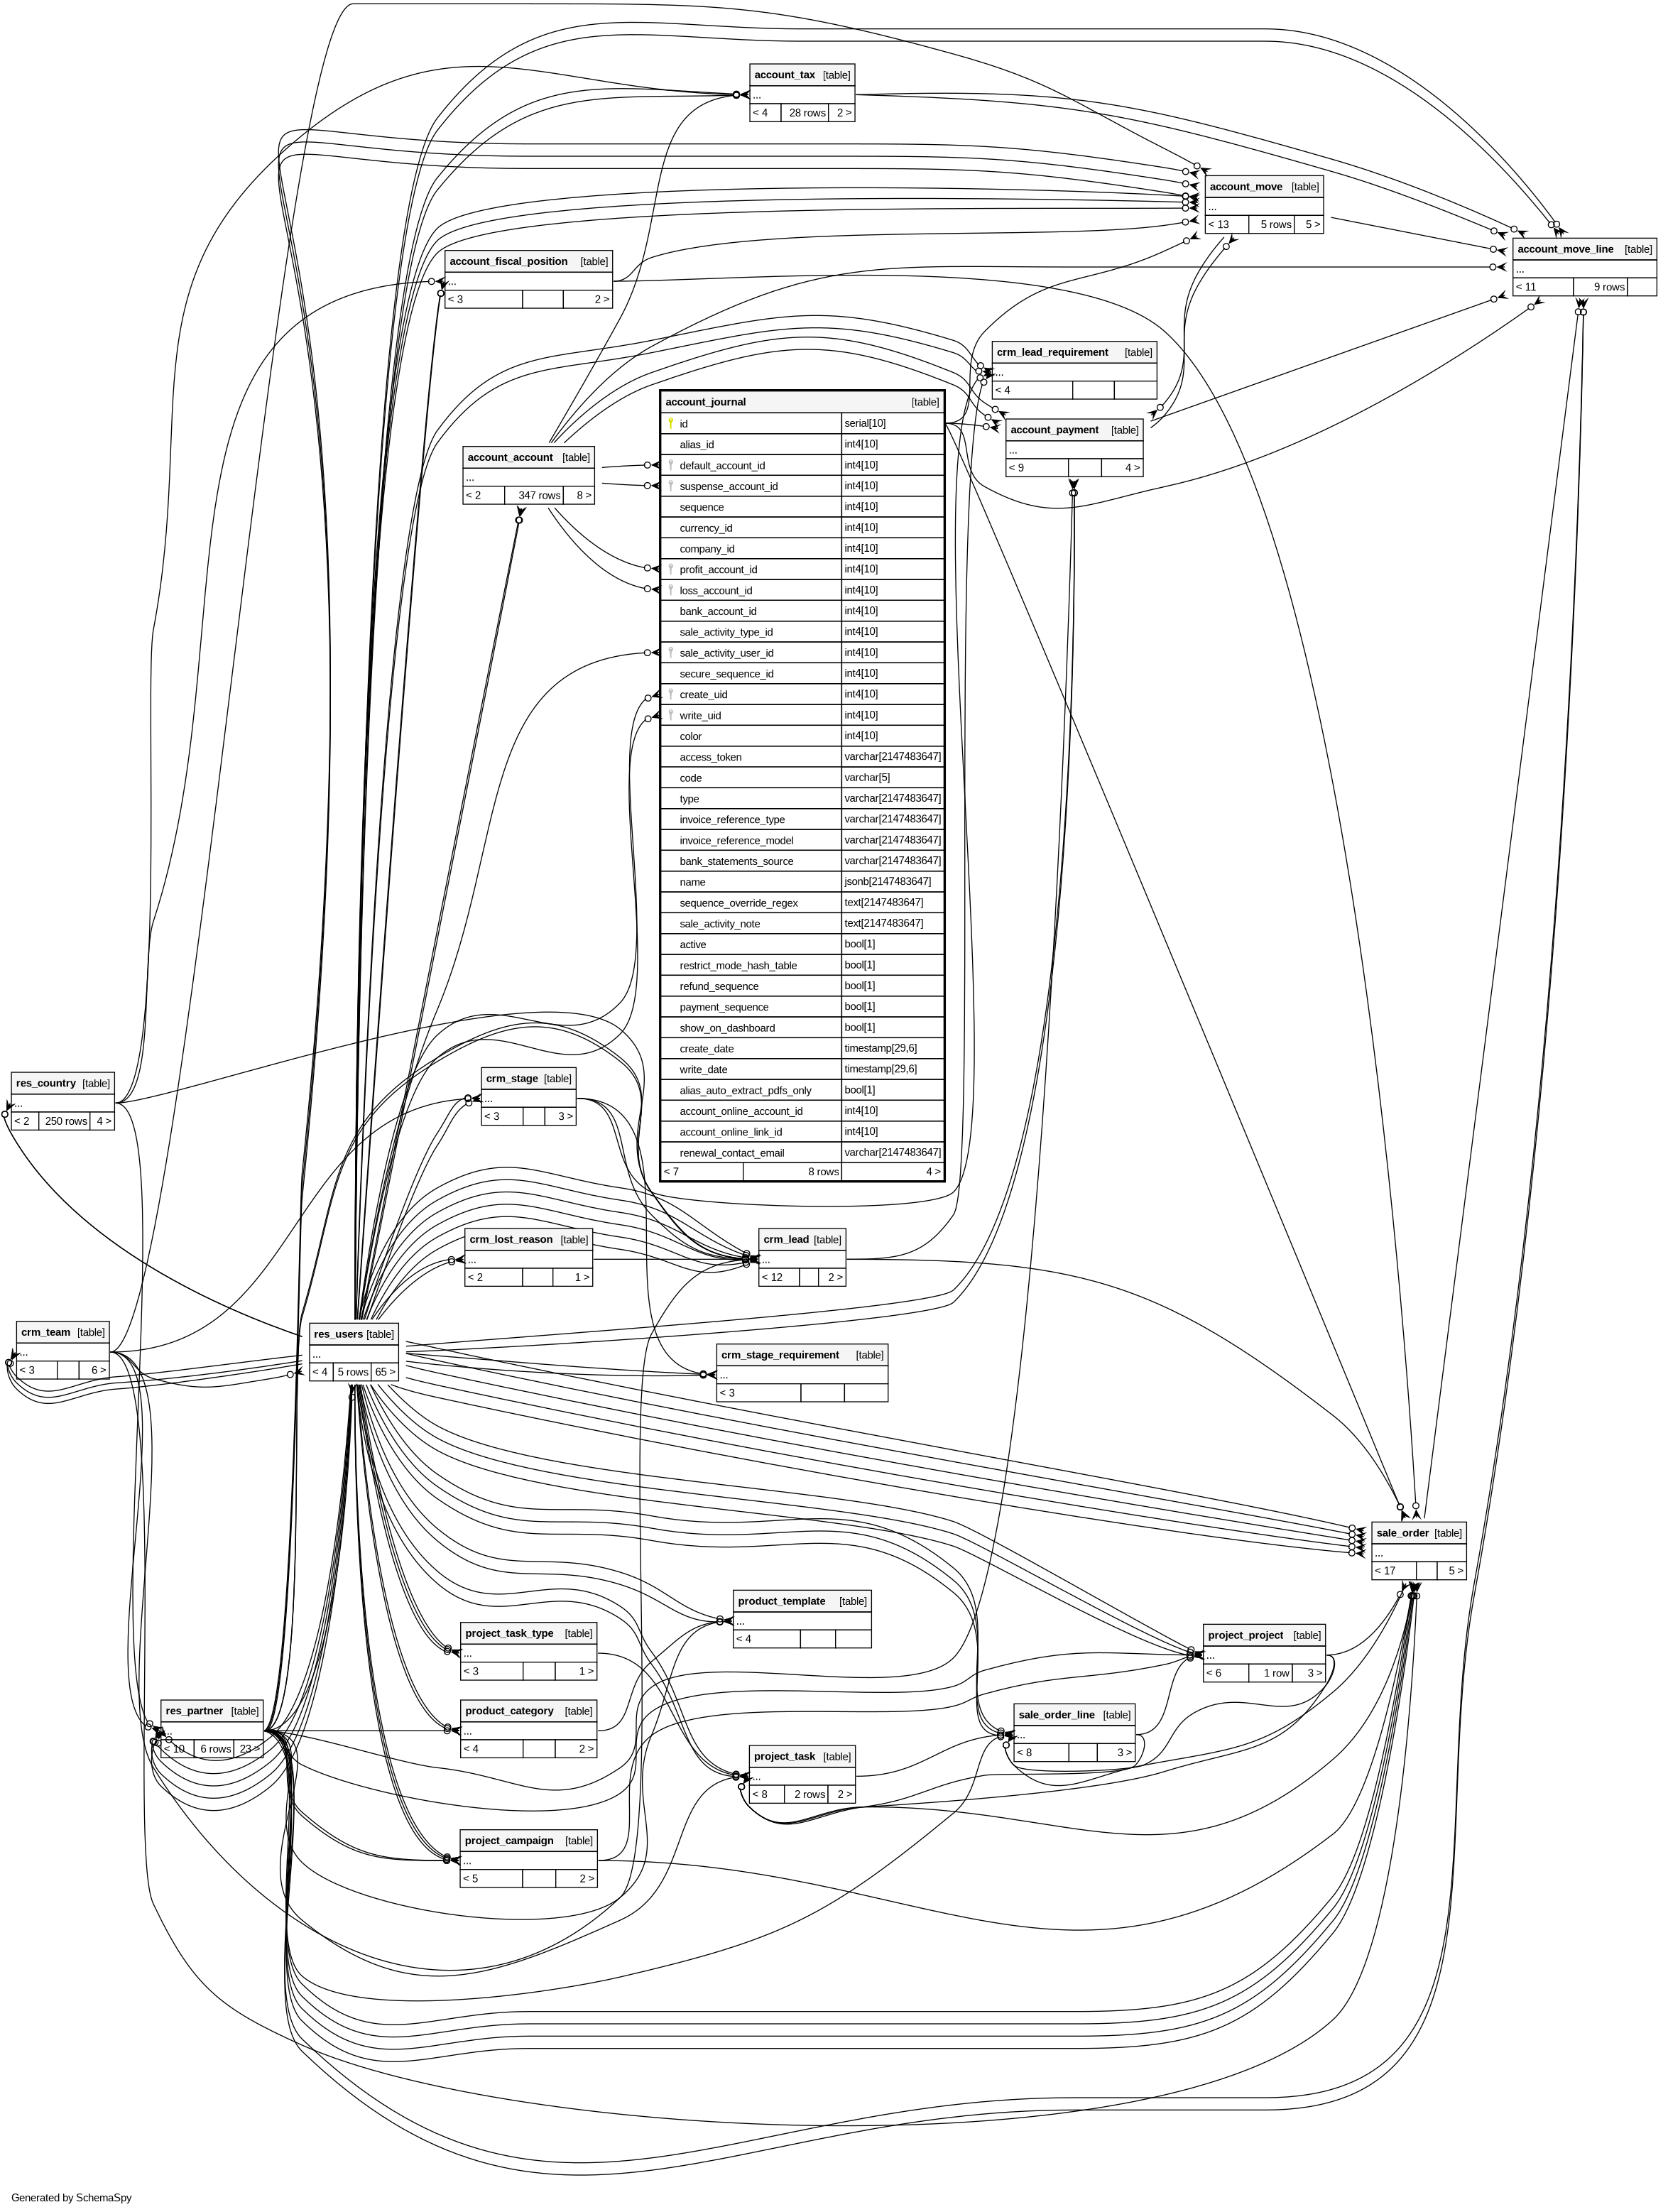 account_tax [table]
...
< 4 28 rows 2 >
account_move [table]
...
< 13 5 rows 5 >
account_move_line [table]
...
< 11 9 rows
account_fiscal_position [table]
...
< 3 2 >
crm_lead_requirement [table]
...
< 4
account_payment [table]
...
< 9 4 >
account_account [table]
...
< 2 347 rows 8 >
account_journal [table]
id serial[10]
alias_id int4[10]
default_account_id int4[10]
suspense_account_id int4[10]
sequence int4[10]
currency_id int4[10]
company_id int4[10]
profit_account_id int4[10]
loss_account_id int4[10]
bank_account_id int4[10]
sale_activity_type_id int4[10]
sale_activity_user_id int4[10]
secure_sequence_id int4[10]
create_uid int4[10]
write_uid int4[10]
color int4[10]
access_token varchar[2147483647]
code varchar[5]
type varchar[2147483647]
invoice_reference_type varchar[2147483647]
invoice_reference_model varchar[2147483647]
bank_statements_source varchar[2147483647]
name jsonb[2147483647]
sequence_override_regex text[2147483647]
sale_activity_note text[2147483647]
active bool[1]
restrict_mode_hash_table bool[1]
refund_sequence bool[1]
payment_sequence bool[1]
show_on_dashboard bool[1]
create_date timestamp[29,6]
write_date timestamp[29,6]
alias_auto_extract_pdfs_only bool[1]
account_online_account_id int4[10]
account_online_link_id int4[10]
renewal_contact_email varchar[2147483647]
< 7 8 rows 4 >
res_country [table]
...
< 2 250 rows 4 >
crm_stage [table]
...
< 3 3 >
crm_lost_reason [table]
...
< 2 1 >
crm_lead [table]
...
< 12 2 >
crm_team [table]
...
< 3 6 >
res_users [table]
...
< 4 5 rows 65 >
crm_stage_requirement [table]
...
< 3
sale_order [table]
...
< 17 5 >
product_template [table]
...
< 4
project_task_type [table]
...
< 3 1 >
project_project [table]
...
< 6 1 row 3 >
res_partner [table]
...
< 10 6 rows 23 >
product_category [table]
...
< 4 2 >
sale_order_line [table]
...
< 8 3 >
project_task [table]
...
< 8 2 rows 2 >
project_campaign [table]
...
< 5 2 >
Generated by SchemaSpy